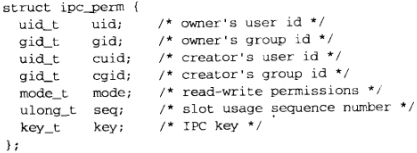 struct ipc_perm {
uid_t uid; /* owner's user id */
gid_t gid; /* owner's group id */
uid_t cuid; /* creator's user id */
gid_t cgid; /* creator's group id */
mode_t mode; /* read-write permissions */
ulong_t seq; /* slot usage sequence number */
key_t key; /* IPC key */
};